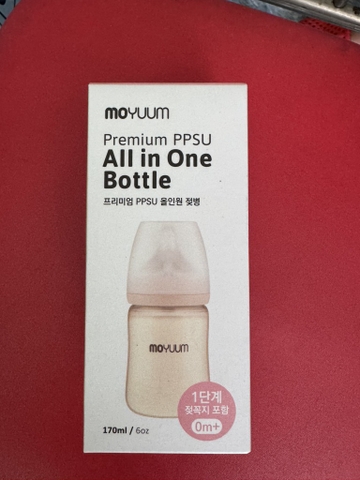 moyuum
Premium PPSU
All in One
Bottle
프리미엄 PPSU 올인원 젖병
moyuum
1단계
젖꼭지 포함
0m+
170ml / 6oz